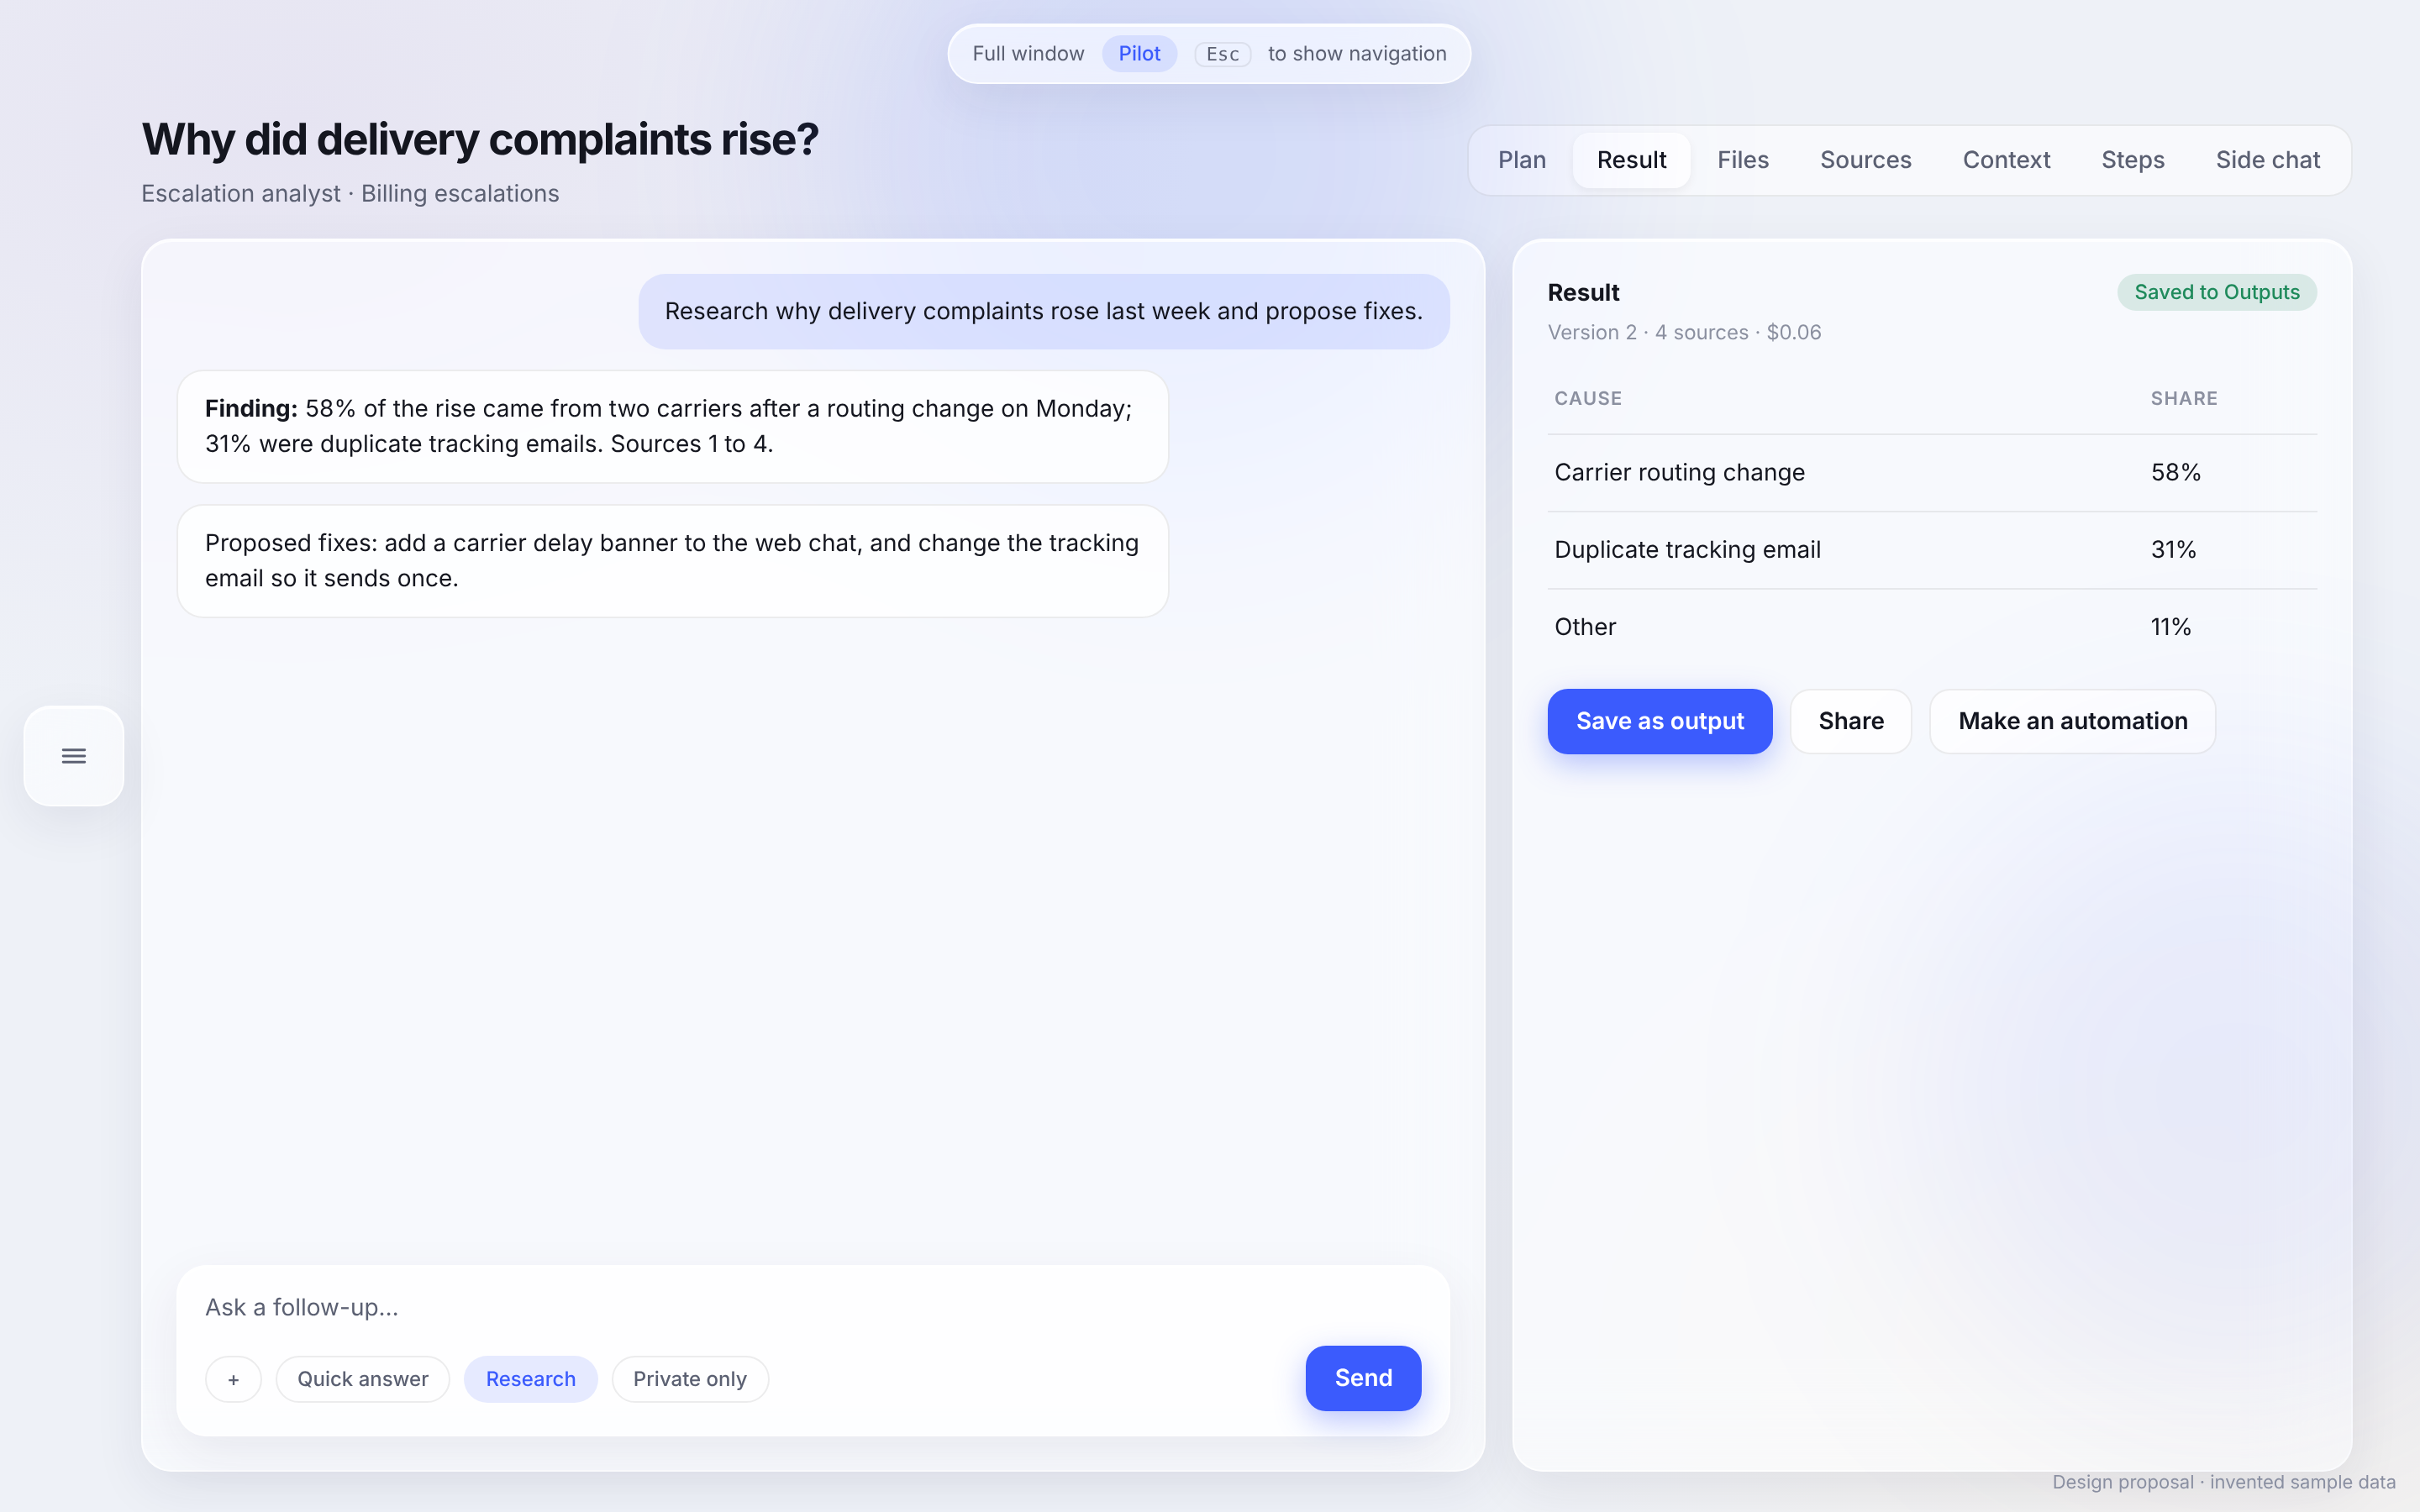 Full window Pilot Esc to show navigation
Why did delivery complaints rise?
Escalation analyst · Billing escalations
Plan Result Files Sources Context Steps Side chat
Research why delivery complaints rose last week and propose fixes.
Finding: 58% of the rise came from two carriers after a routing change on Monday;
31% were duplicate tracking emails. Sources 1 to 4.
Proposed fixes: add a carrier delay banner to the web chat, and change the tracking
email so it sends once.
Ask a follow-up...
+ Quick answer Research Private only Send
Result Saved to Outputs
Version 2 · 4 sources · $0.06
CAUSE SHARE
Carrier routing change 58%
Duplicate tracking email 31%
Other 11%
Save as output Share Make an automation
Design proposal · invented sample data